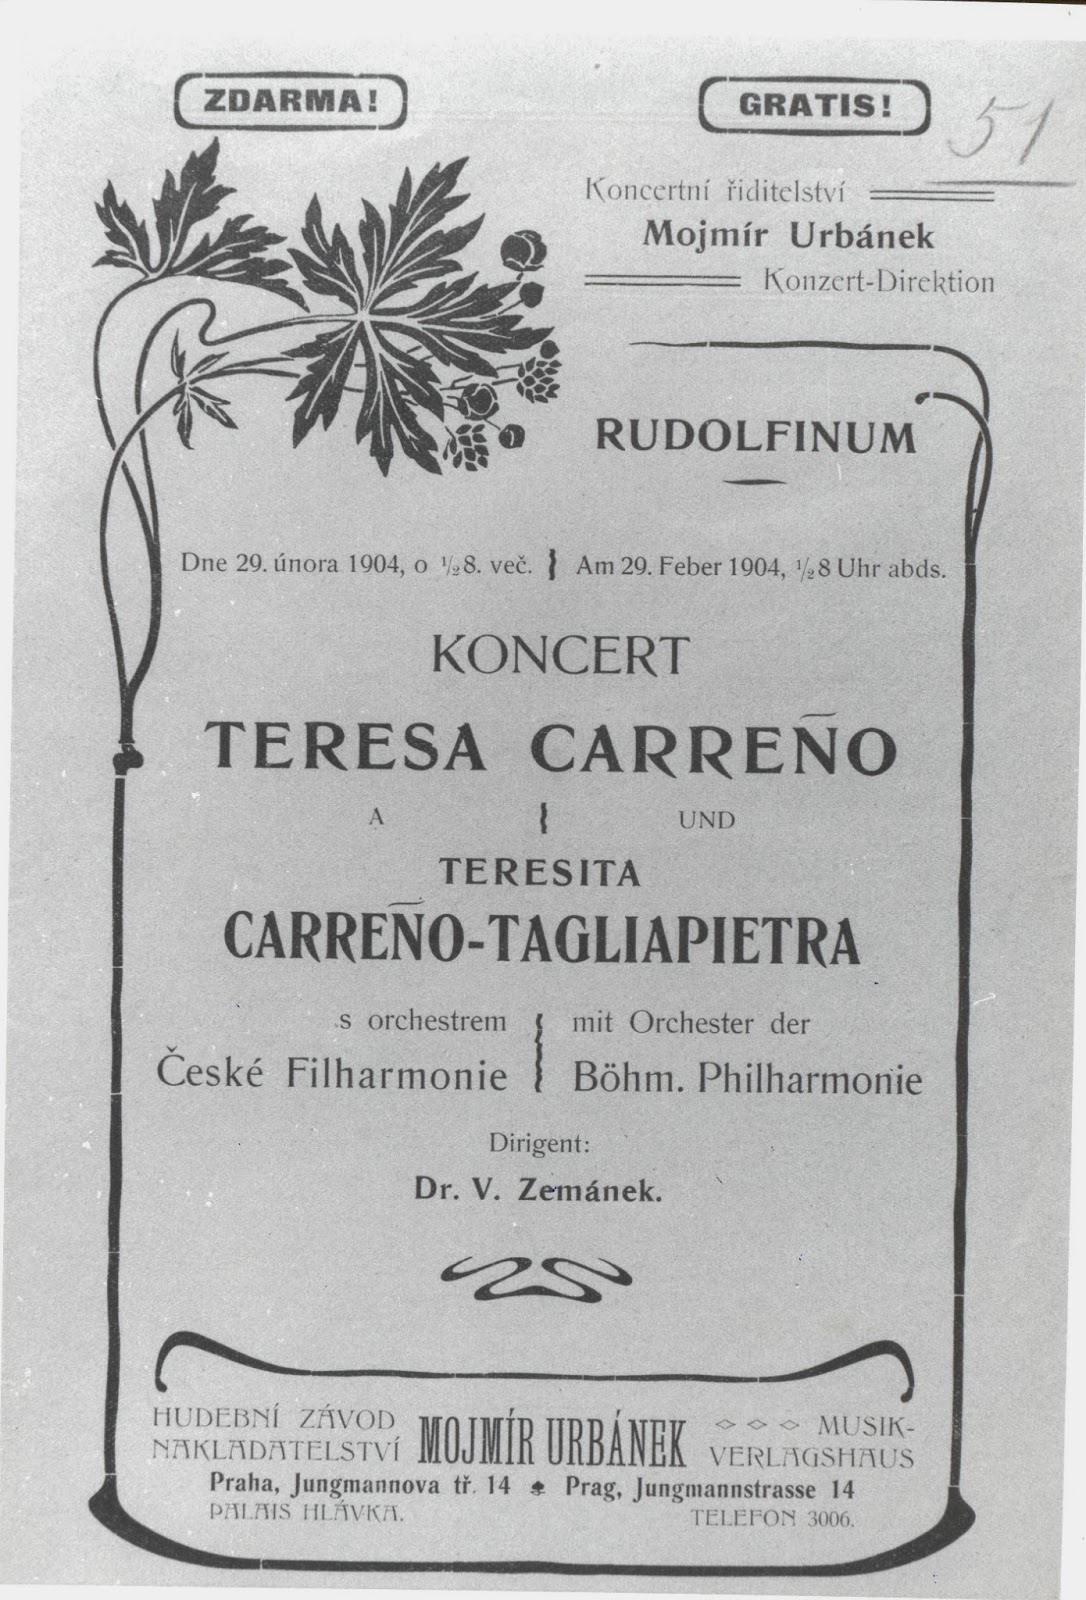 ZDARMA!
GRATIS!
51
Koncertní řiditelství
Mojmír Urbánek
Konzert-Direktion
RUDOLFINUM
Dne 29. února 1904, o ½8. več.
Am 29. Feber 1904, ½8 Uhr abds.
KONCERT
TERESA CARREÑO
A UND
TERESITA
CARREÑO-TAGLIAPIETRA
s orchestrem
České Filharmonie
mit Orchester der
Böhm. Philharmonie
Dirigent:
Dr. V. Zemánek.
HUDEBNÍ ZÁVOD
NAKLADATELSTVÍ
MOJMÍR URBÁNEK
MUSIK-
VERLAGSHAUS
Praha, Jungmannova tř. 14
Prag, Jungmannstrasse 14
PALAIS HLÁVKA.
TELEFON 3006.